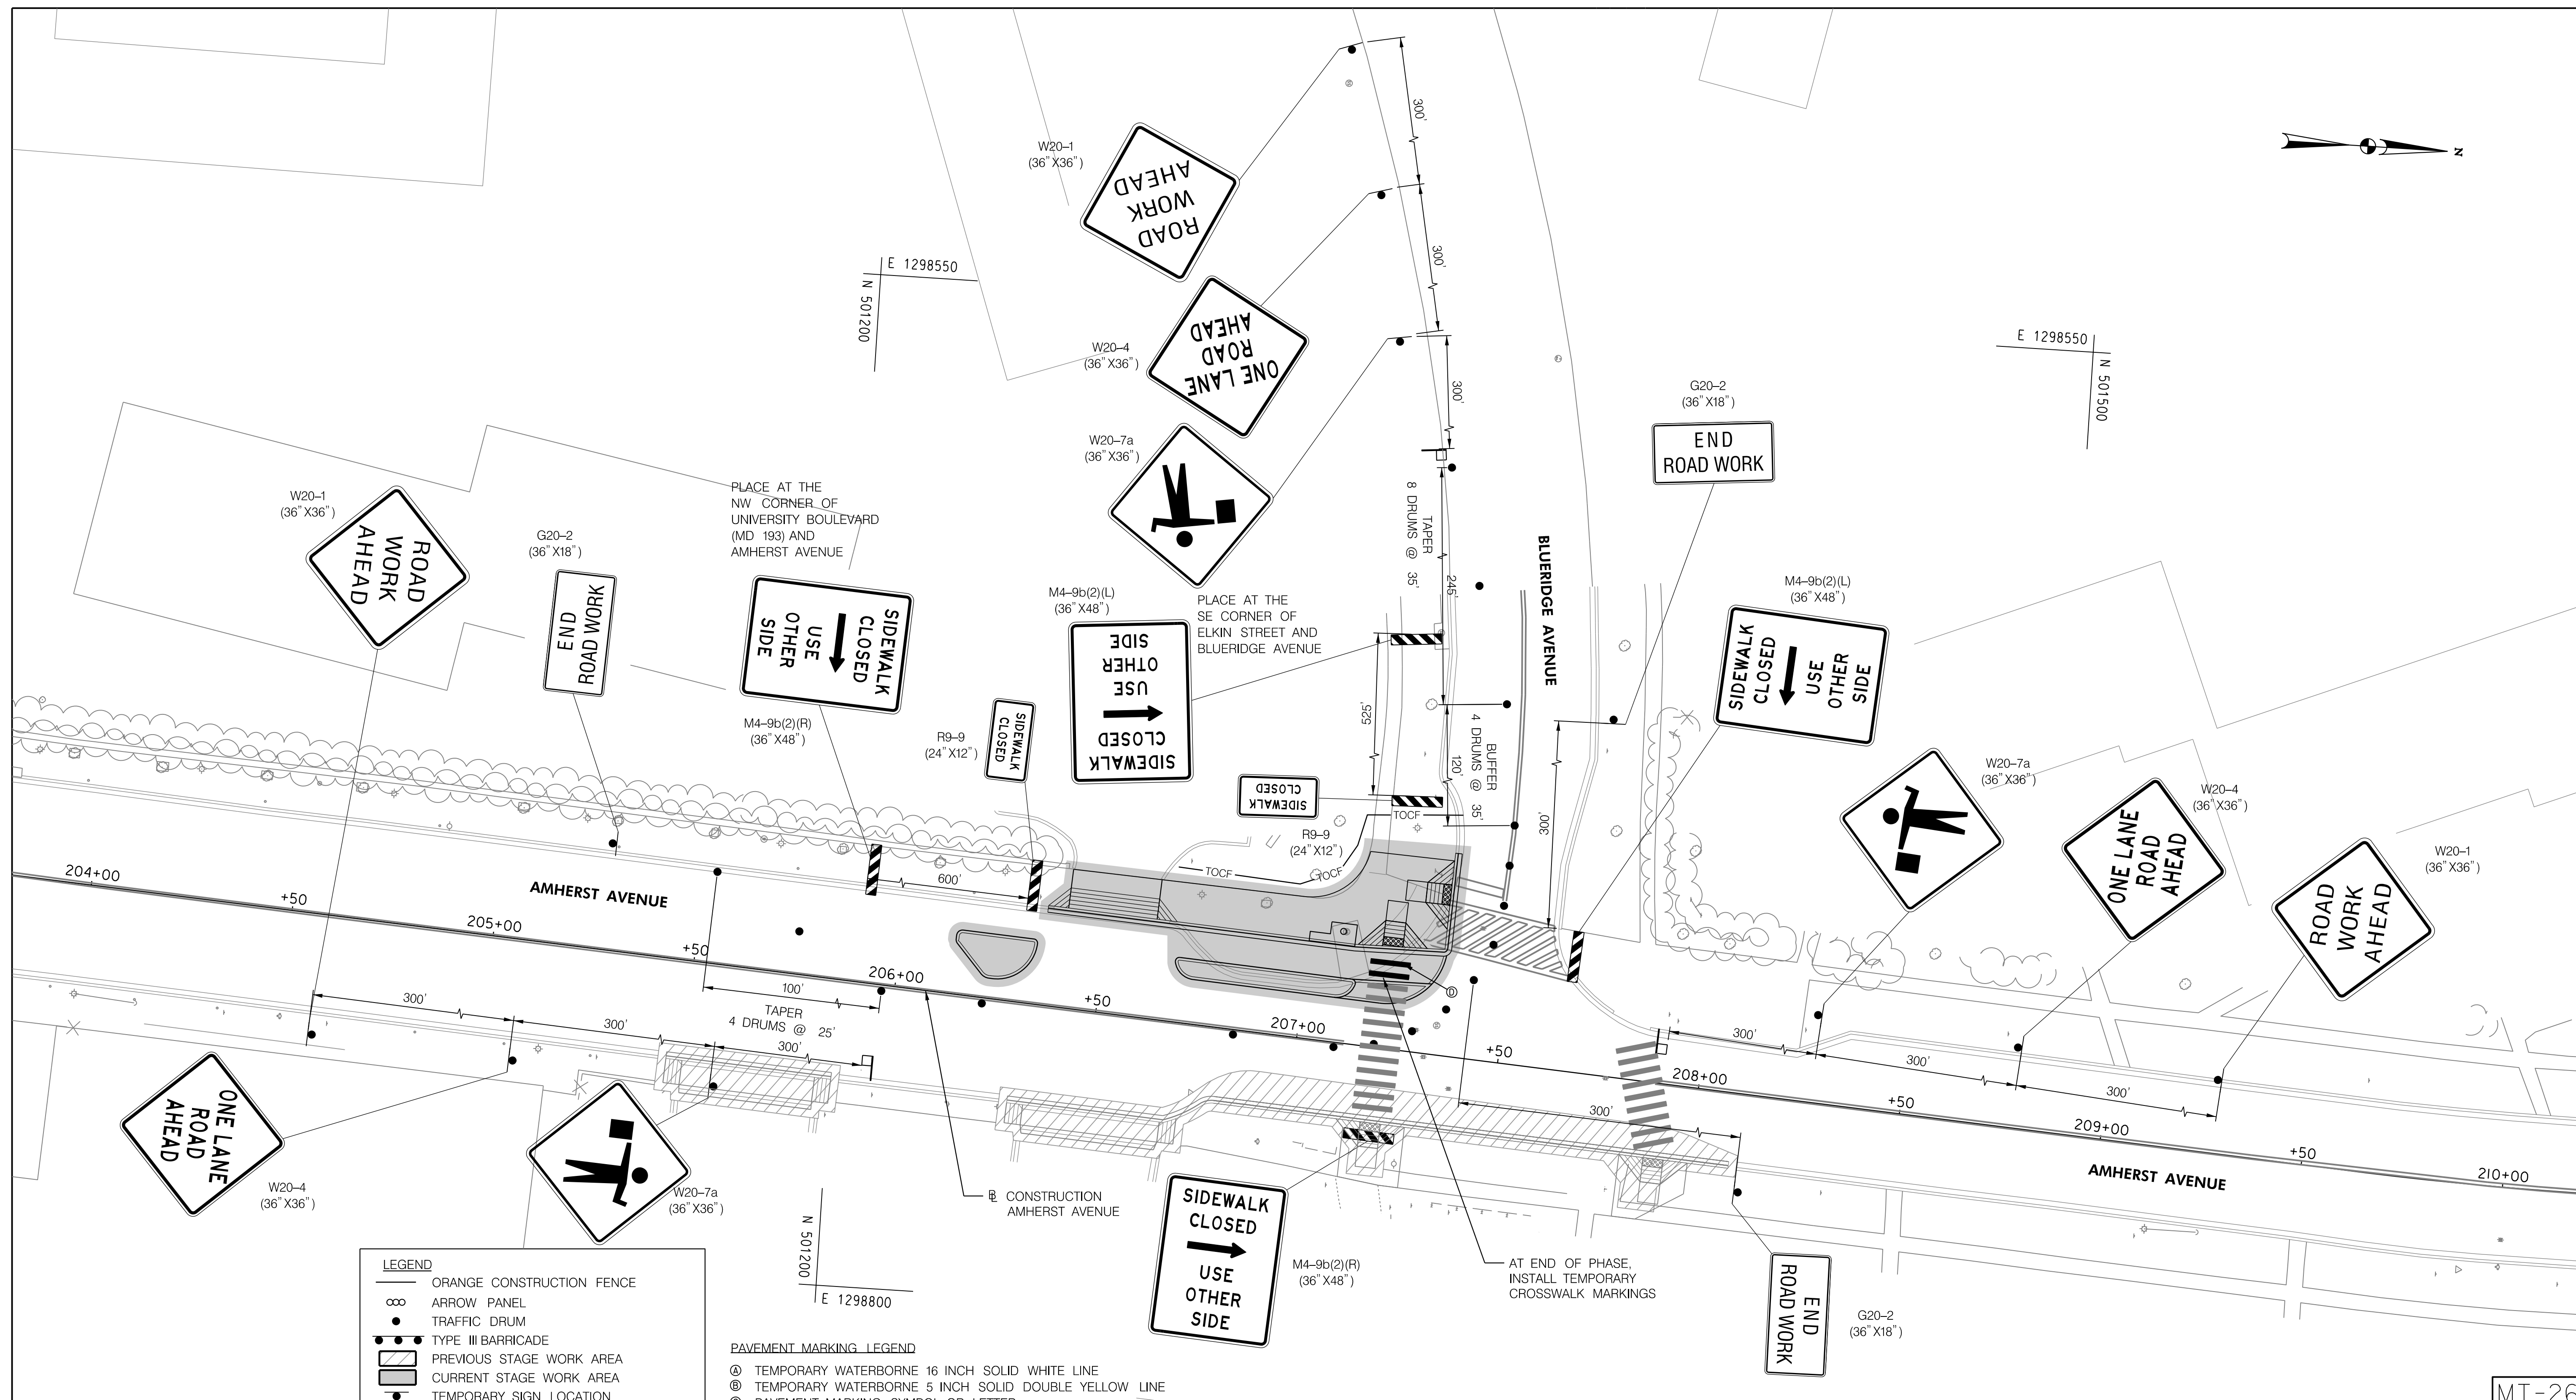 W20-1
(36"X36")
ROAD
WORK
AHEAD
300'
W20-4
(36"X36")
ONE LANE
ROAD
AHEAD
300'
W20-7a
(36"X36")
300'
E 1298550
N 501200
E 1298550
N 501500
N
G20-2
(36"X18")
END
ROAD WORK
W20-1
(36"X36")
ROAD
WORK
AHEAD
G20-2
(36"X18")
END
ROAD WORK
PLACE AT THE
NW CORNER OF
UNIVERSITY BOULEVARD
(MD 193) AND
AMHERST AVENUE
SIDEWALK
CLOSED
USE
OTHER
SIDE
M4-9b(2)(R)
(36"X48")
R9-9
(24"X12")
SIDEWALK
CLOSED
M4-9b(2)(L)
(36"X48")
SIDEWALK
CLOSED
USE
OTHER
SIDE
PLACE AT THE
SE CORNER OF
ELKIN STREET AND
BLUERIDGE AVENUE
TAPER
8 DRUMS @ 35'
245'
BLUERIDGE AVENUE
525'
BUFFER
4 DRUMS @ 35'
120'
300'
SIDEWALK
CLOSED
R9-9
(24"X12")
TOCF
TOCF
TOCF
M4-9b(2)(L)
(36"X48")
SIDEWALK
CLOSED
USE
OTHER
SIDE
W20-7a
(36"X36")
W20-4
(36"X36")
ONE LANE
ROAD
AHEAD
W20-1
(36"X36")
ROAD
WORK
AHEAD
204+00
+50
205+00
+50
206+00
+50
207+00
+50
208+00
+50
209+00
+50
210+00
AMHERST AVENUE
600'
300'
300'
300'
100'
TAPER
4 DRUMS @ 25'
D
300'
300'
300'
300'
AMHERST AVENUE
ONE LANE
ROAD
AHEAD
W20-4
(36"X36")
W20-7a
(36"X36")
N 501200
E 1298800
BL CONSTRUCTION
AMHERST AVENUE
SIDEWALK
CLOSED
USE
OTHER
SIDE
M4-9b(2)(R)
(36"X48")
AT END OF PHASE,
INSTALL TEMPORARY
CROSSWALK MARKINGS
END
ROAD WORK
G20-2
(36"X18")
LEGEND
ORANGE CONSTRUCTION FENCE
ARROW PANEL
TRAFFIC DRUM
TYPE III BARRICADE
PREVIOUS STAGE WORK AREA
CURRENT STAGE WORK AREA
TEMPORARY SIGN LOCATION
PAVEMENT MARKING LEGEND
A TEMPORARY WATERBORNE 16 INCH SOLID WHITE LINE
B TEMPORARY WATERBORNE 5 INCH SOLID DOUBLE YELLOW LINE
PAVEMENT MARKING SYMBOL OR LETTER
MT-26